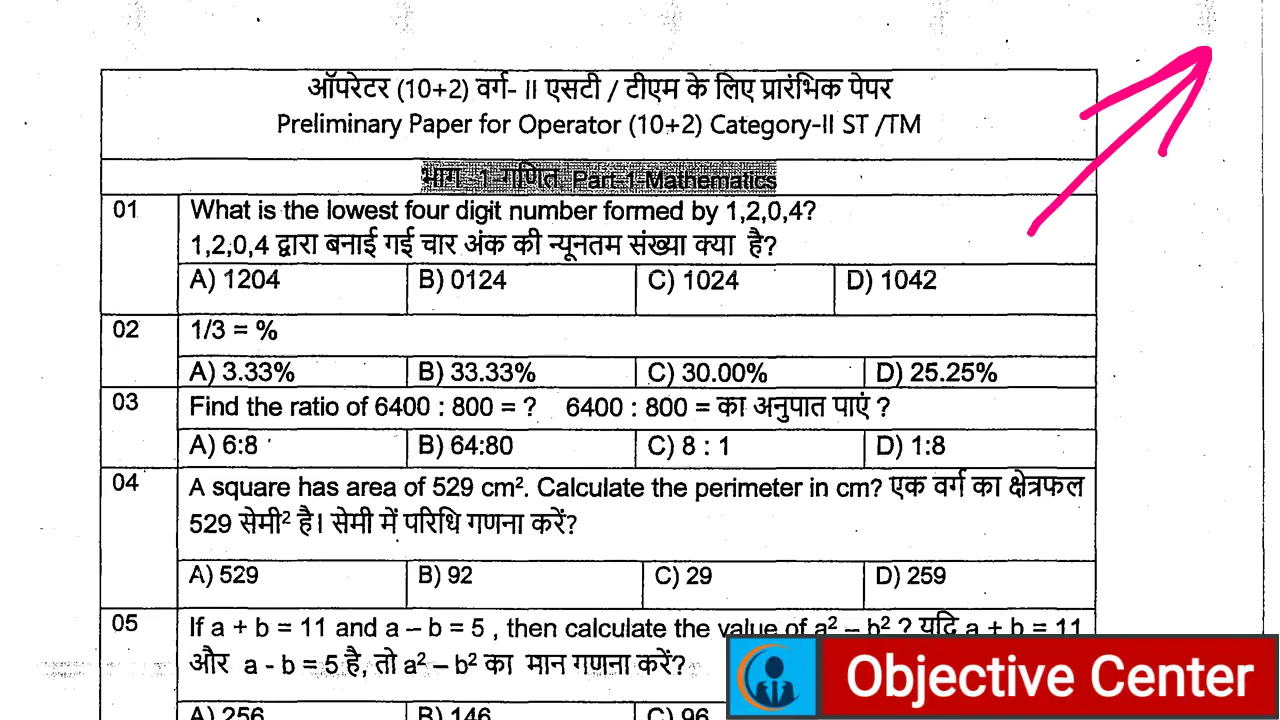 ऑपरेटर (10+2) वर्ग- II एसटी / टीएम के लिए प्रारंभिक पेपर
Preliminary Paper for Operator (10+2) Category-II ST /TM
भाग -1 गणित Part-1 Mathematics
01 What is the lowest four digit number formed by 1,2,0,4?
1,2,0,4 द्वारा बनाई गई चार अंक की न्यूनतम संख्या क्या है?
A) 1204 B) 0124 C) 1024 D) 1042
02 1/3 = %
A) 3.33% B) 33.33% C) 30.00% D) 25.25%
03 Find the ratio of 6400 : 800 = ? 6400 : 800 = का अनुपात पाएं ?
A) 6:8 B) 64:80 C) 8 : 1 D) 1:8
04 A square has area of 529 cm². Calculate the perimeter in cm? एक वर्ग का क्षेत्रफल
529 सेमी² है। सेमी में परिधि गणना करें?
A) 529 B) 92 C) 29 D) 259
05 If a + b = 11 and a – b = 5 , then calculate the value of a² – b² ? यदि a + b = 11
और a - b = 5 है, तो a² – b² का मान गणना करें?
A) 256 B) 146 C) 96
Objective Center